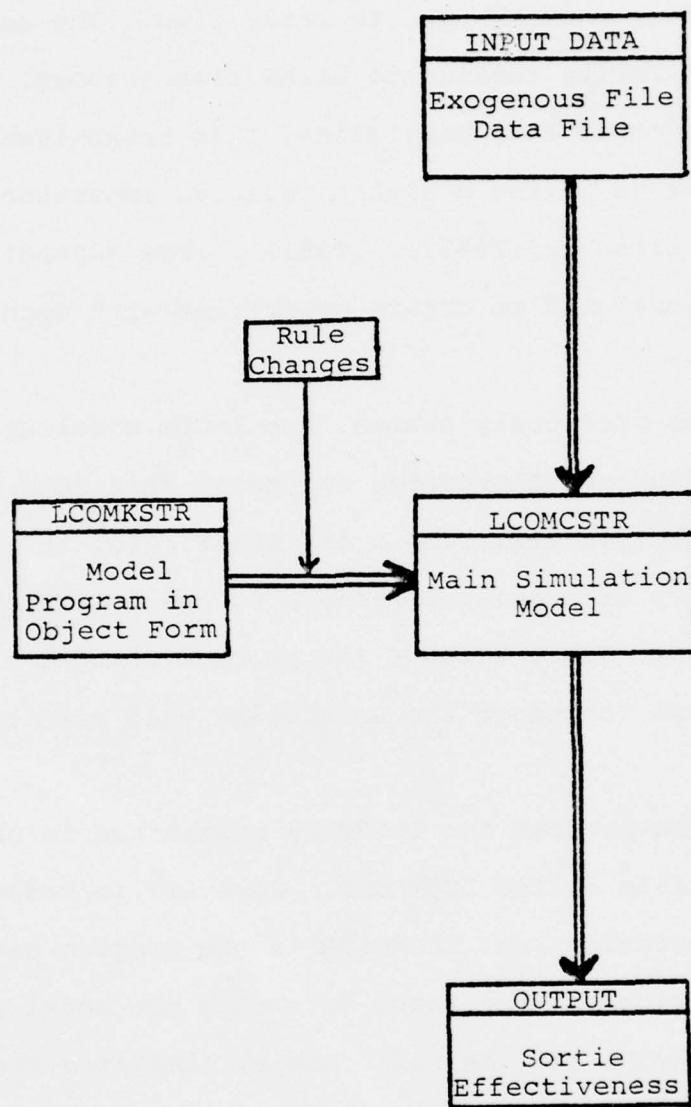 INPUT DATA
Exogenous File
Data File
Rule
Changes
LCOMKSTR
Model
Program in
Object Form
LCOMCSTR
Main Simulation
Model
OUTPUT
Sortie
Effectiveness